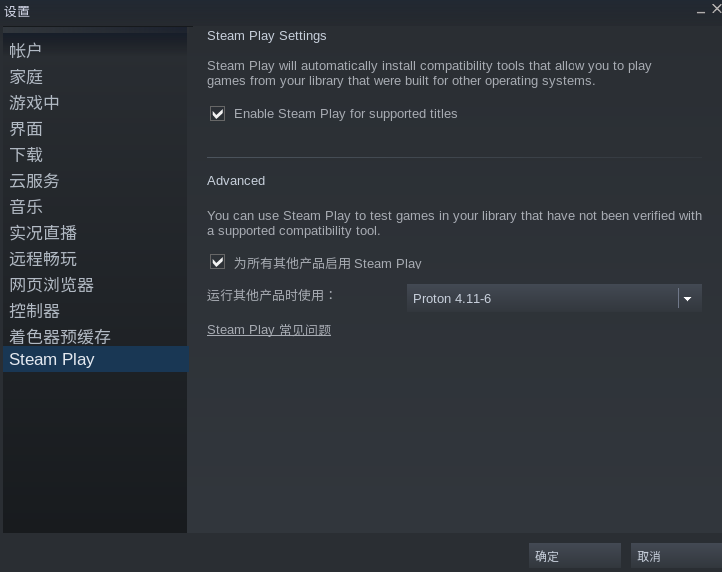 设置
帐户
家庭
游戏中
界面
下载
云服务
音乐
实况直播
远程畅玩
网页浏览器
控制器
着色器预缓存
Steam Play
Steam Play Settings
Steam Play will automatically install compatibility tools that allow you to play
games from your library that were built for other operating systems.
Enable Steam Play for supported titles
Advanced
You can use Steam Play to test games in your library that have not been verified with
a supported compatibility tool.
为所有其他产品启用 Steam Play
运行其他产品时使用：
Proton 4.11-6
Steam Play 常见问题
确定
取消